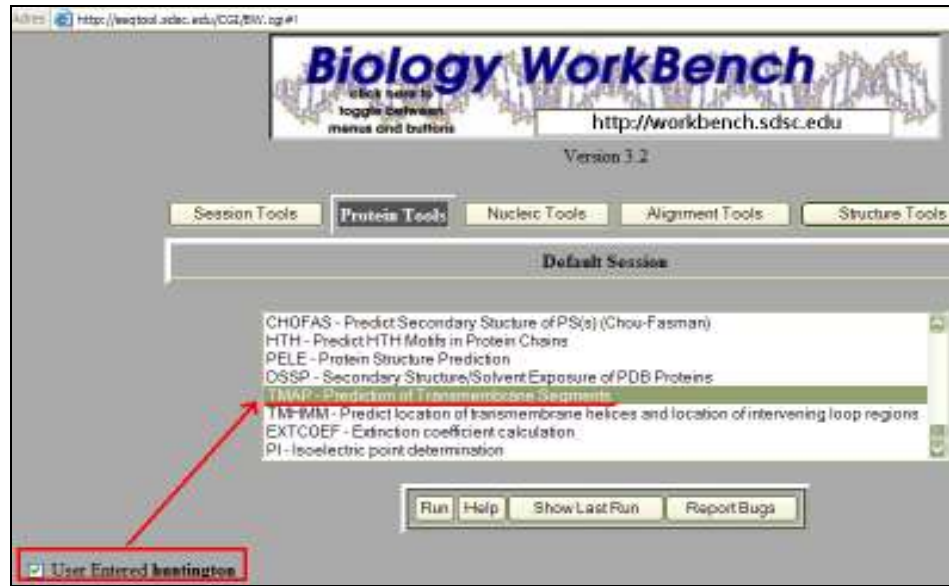 Adres http://seqtool.sdsc.edu/CGI/BW.cgi#!
Biology WorkBench
click here to
toggle between
menus and buttons
http://workbench.sdsc.edu
Version 3.2
Session Tools Protein Tools Nucleic Tools Alignment Tools Structure Tools
Default Session
CHOFAS - Predict Secondary Stucture of PS(s) (Chou-Fasman)
HTH - Predict HTH Motifs in Protein Chains
PELE - Protein Structure Prediction
DSSP - Secondary Structure/Solvent Exposure of PDB Proteins
TMAP - Prediction of Transmembrane Segments
TMHMM - Predict location of transmembrane helices and location of intervening loop regions
EXTCOEF - Extinction coefficient calculation
PI - Isoelectric point determination
Run Help Show Last Run Report Bugs
User Entered huntington